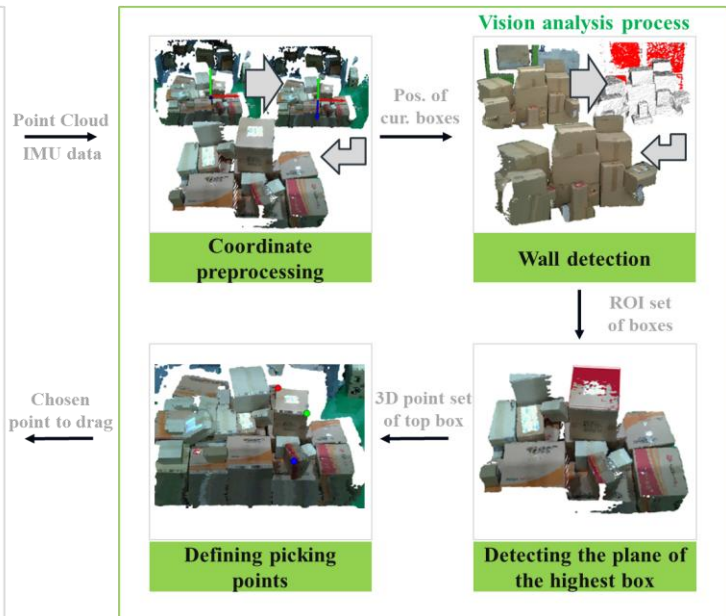 Vision analysis process
Point Cloud
IMU data
Pos. of
cur. boxes
Coordinate
preprocessing
Wall detection
ROI set
of boxes
Chosen
point to drag
3D point set
of top box
Defining picking
points
Detecting the plane of
the highest box